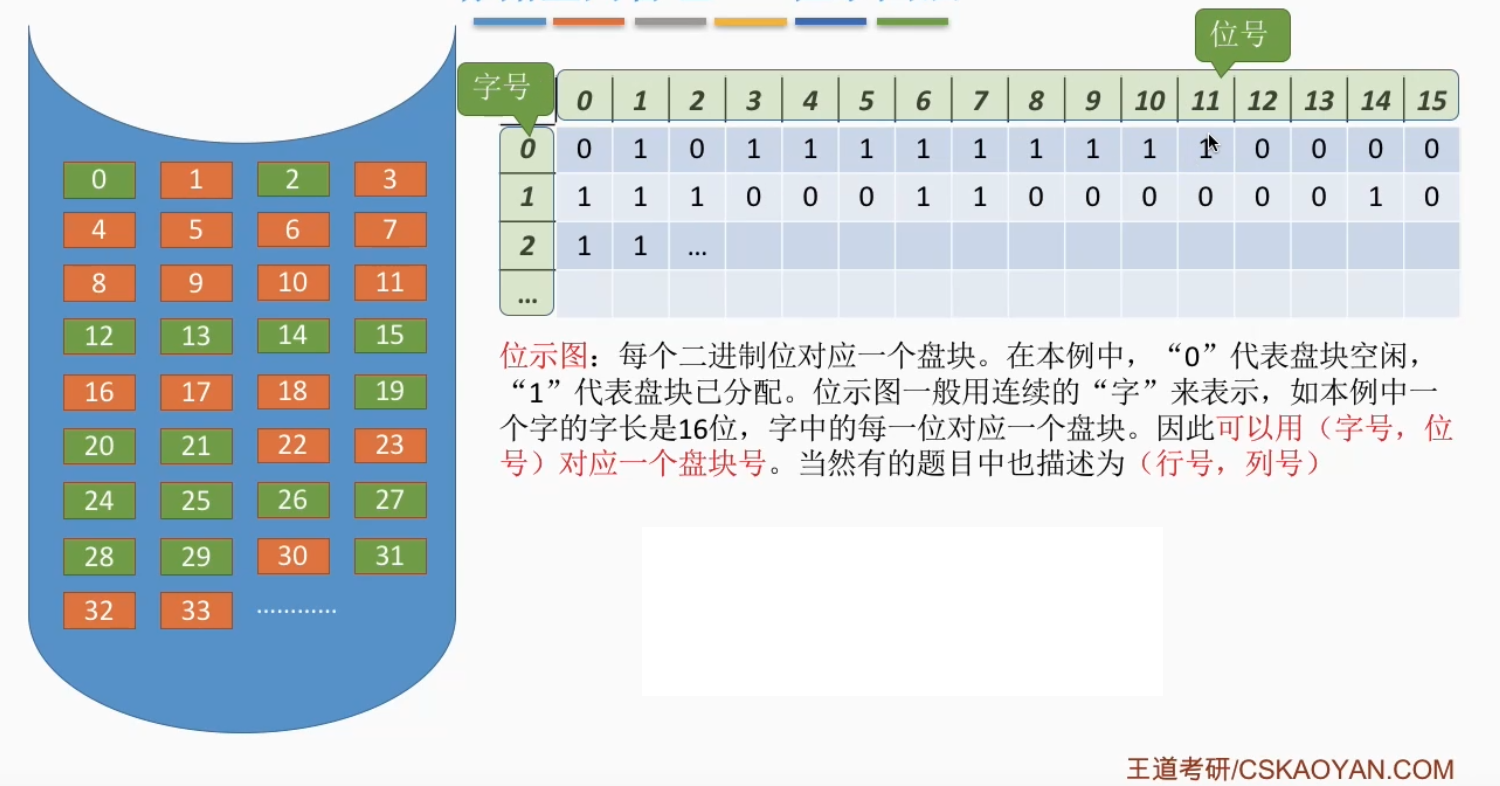 位号
字号
0 1 2 3 4 5 6 7 8 9 10 11 12 13 14 15
0 0 1 0 1 1 1 1 1 1 1 1 1 0 0 0 0
1 1 1 1 0 0 0 1 1 0 0 0 0 0 0 1 0
2 1 1 ...
...
0 1 2 3
4 5 6 7
8 9 10 11
12 13 14 15
16 17 18 19
20 21 22 23
24 25 26 27
28 29 30 31
32 33 …………
位示图：每个二进制位对应一个盘块。在本例中，“0”代表盘块空闲，
“1”代表盘块已分配。位示图一般用连续的“字”来表示，如本例中一
个字的字长是16位，字中的每一位对应一个盘块。因此可以用（字号，位
号）对应一个盘块号。当然有的题目中也描述为（行号，列号）
王道考研/CSKAOYAN.COM